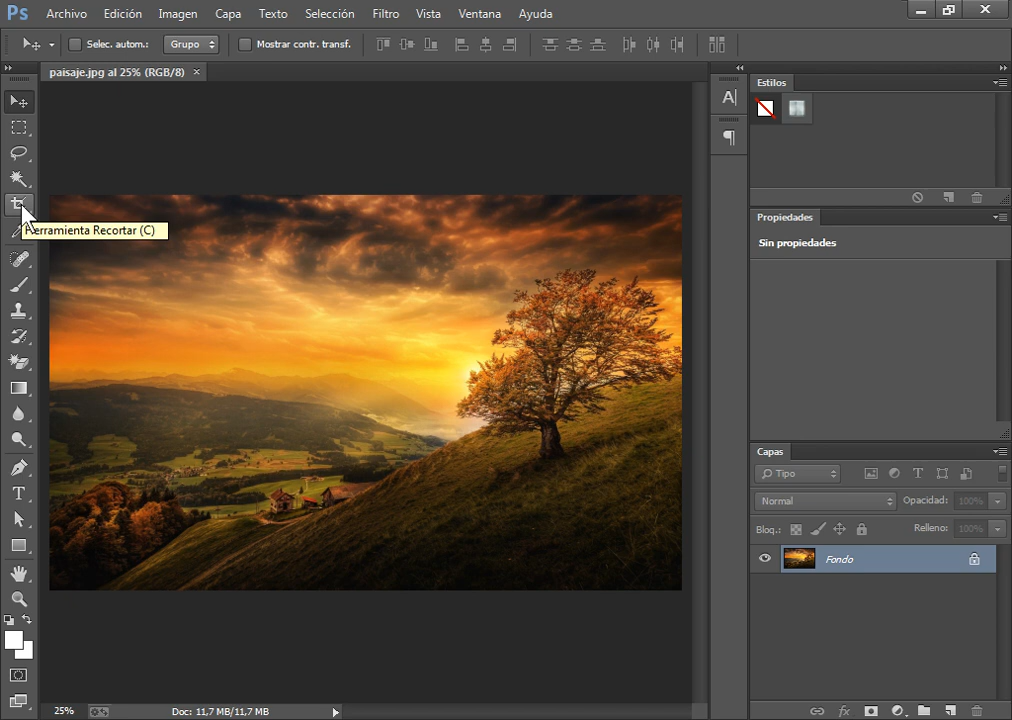 Ps Archivo Edición Imagen Capa Texto Selección Filtro Vista Ventana Ayuda
Selec. autom.: Grupo Mostrar contr. transf.
paisaje.jpg al 25% (RGB/8) ×
Estilos
Herramienta Recortar (C)
Propiedades
Sin propiedades
Capas
Tipo
Normal Opacidad: 100%
Bloq.: Relleno: 100%
Fondo
25% Doc: 11,7 MB/11,7 MB